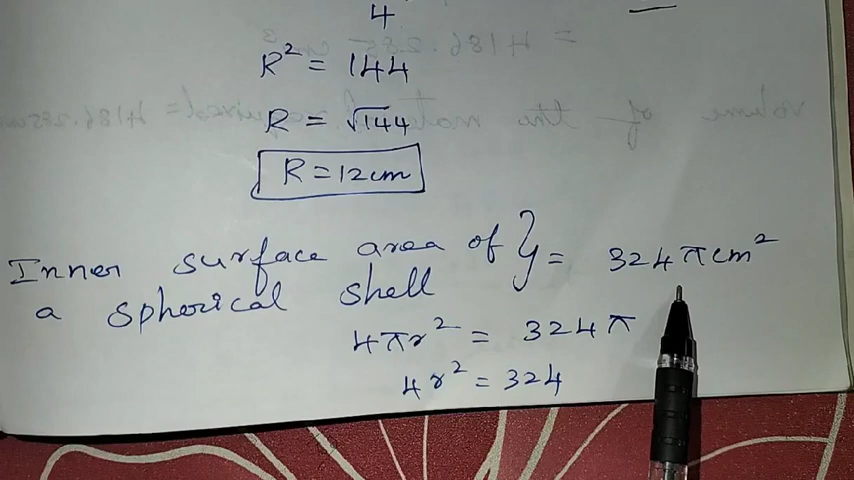 4
R² = 144
R = √144
R = 12cm
Inner surface area of } = 324π cm²
a spherical shell
4πr² = 324π
4r² = 324